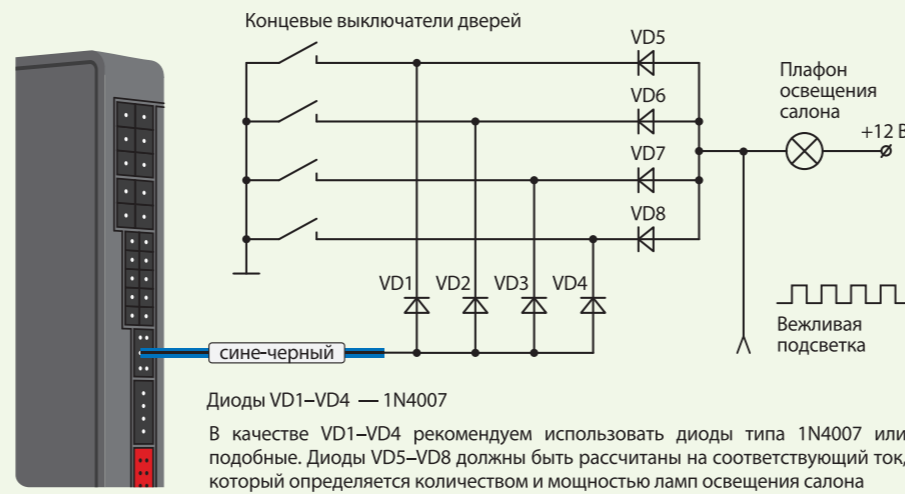 Концевые выключатели дверей
VD5
VD6
VD7
VD8
Плафон
освещения
салона
+12 В
VD1 VD2 VD3 VD4
сине-черный
Вежливая
подсветка
Диоды VD1–VD4 — 1N4007
В качестве VD1–VD4 рекомендуем использовать диоды типа 1N4007 или
подобные. Диоды VD5–VD8 должны быть рассчитаны на соответствующий ток,
который определяется количеством и мощностью ламп освещения салона